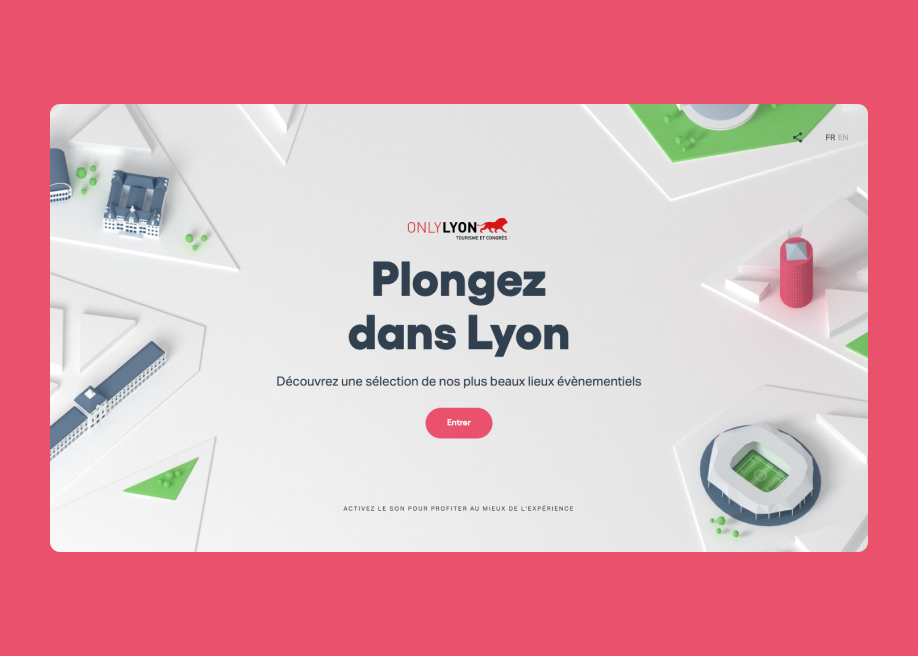 FR EN
ONLYLYON
TOURISME ET CONGRÈS
Plongez
dans Lyon
Découvrez une sélection de nos plus beaux lieux évènementiels
Entrer
ACTIVEZ LE SON POUR PROFITER AU MIEUX DE L'EXPÉRIENCE